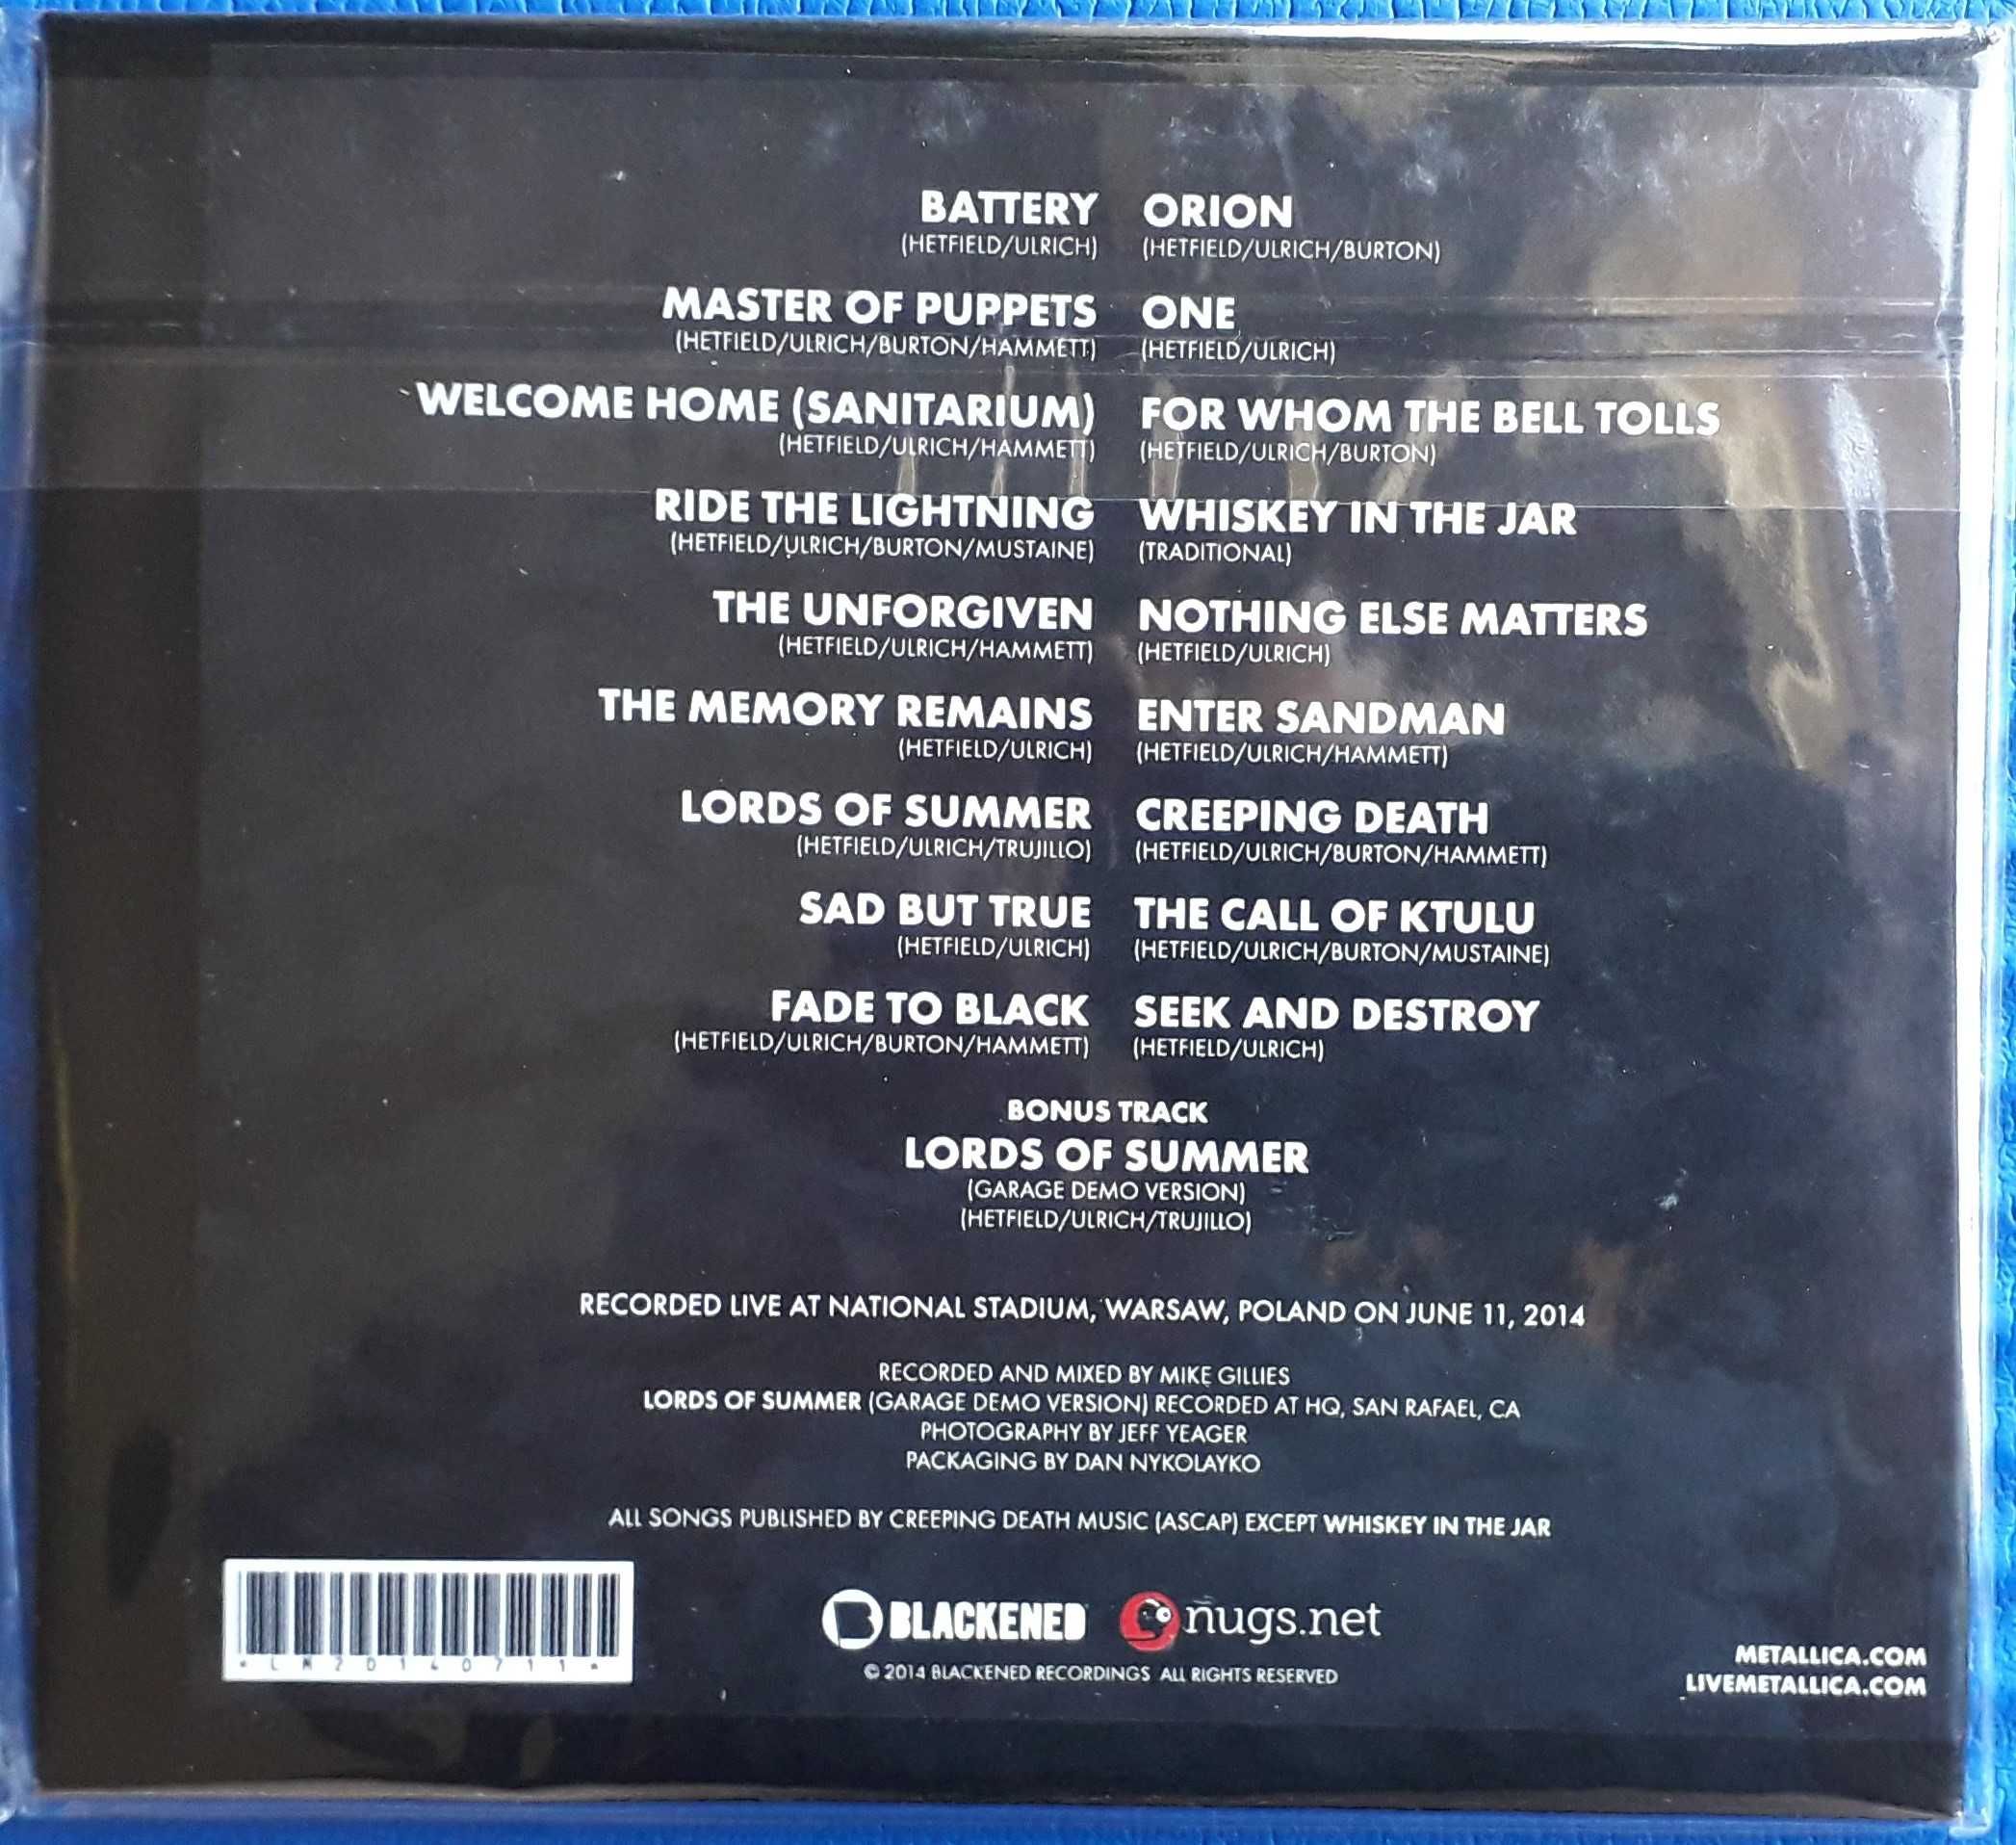 BATTERY
(HETFIELD/ULRICH)
MASTER OF PUPPETS
(HETFIELD/ULRICH/BURTON/HAMMETT)
WELCOME HOME (SANITARIUM)
(HETFIELD/ULRICH/HAMMETT)
RIDE THE LIGHTNING
(HETFIELD/ULRICH/BURTON/MUSTAINE)
THE UNFORGIVEN
(HETFIELD/ULRICH/HAMMETT)
THE MEMORY REMAINS
(HETFIELD/ULRICH)
LORDS OF SUMMER
(HETFIELD/ULRICH/TRUJILLO)
SAD BUT TRUE
(HETFIELD/ULRICH)
FADE TO BLACK
(HETFIELD/ULRICH/BURTON/HAMMETT)
ORION
(HETFIELD/ULRICH/BURTON)
ONE
(HETFIELD/ULRICH)
FOR WHOM THE BELL TOLLS
(HETFIELD/ULRICH/BURTON)
WHISKEY IN THE JAR
(TRADITIONAL)
NOTHING ELSE MATTERS
(HETFIELD/ULRICH)
ENTER SANDMAN
(HETFIELD/ULRICH/HAMMETT)
CREEPING DEATH
(HETFIELD/ULRICH/BURTON/HAMMETT)
THE CALL OF KTULU
(HETFIELD/ULRICH/BURTON/MUSTAINE)
SEEK AND DESTROY
(HETFIELD/ULRICH)
BONUS TRACK
LORDS OF SUMMER
(GARAGE DEMO VERSION)
(HETFIELD/ULRICH/TRUJILLO)
RECORDED LIVE AT NATIONAL STADIUM, WARSAW, POLAND ON JUNE 11, 2014
RECORDED AND MIXED BY MIKE GILLIES
LORDS OF SUMMER (GARAGE DEMO VERSION) RECORDED AT HQ, SAN RAFAEL, CA
PHOTOGRAPHY BY JEFF YEAGER
PACKAGING BY DAN NYKOLAYKO
ALL SONGS PUBLISHED BY CREEPING DEATH MUSIC (ASCAP) EXCEPT WHISKEY IN THE JAR
* L M 2 0 1 4 0 7 1 1 *
BLACKENED
nugs.net
© 2014 BLACKENED RECORDINGS ALL RIGHTS RESERVED
METALLICA.COM
LIVEMETALLICA.COM